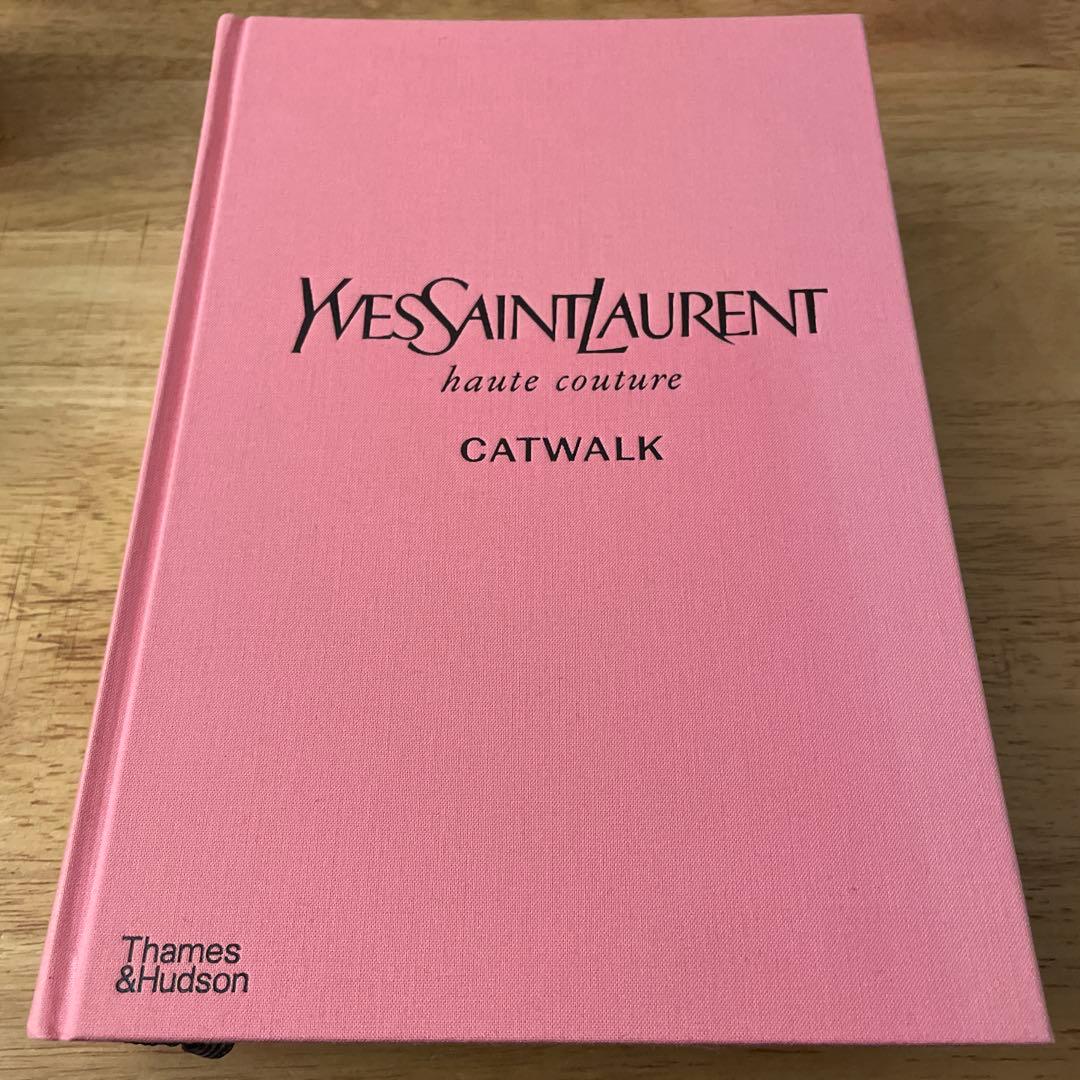 YVESSAINTLAURENT
haute couture
CATWALK
Thames
&Hudson